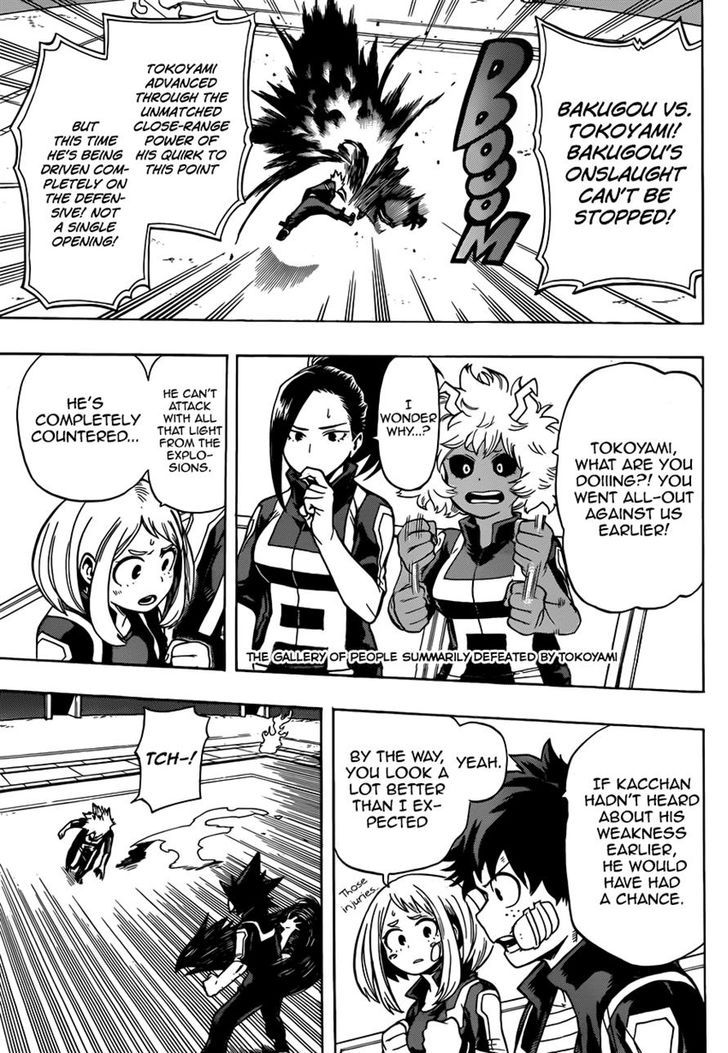 BAKUGOU VS.
TOKOYAMI!
BAKUGOU'S
ONSLAUGHT
CAN'T BE
STOPPED!
BOOOM
TOKOYAMI
ADVANCED
THROUGH THE
UNMATCHED
CLOSE-RANGE
POWER OF
HIS QUIRK TO
THIS POINT
BUT
THIS TIME
HE'S BEING
DRIVEN COM-
PLETELY ON
THE DEFEN-
SIVE! NOT
A SINGLE
OPENING!
TOKOYAMI,
WHAT ARE YOU
DOIIING?! YOU
WENT ALL-OUT
AGAINST US
EARLIER!
I
WONDER
WHY...?
THE GALLERY OF PEOPLE SUMMARILY DEFEATED BY TOKOYAMI
HE CAN'T
ATTACK
WITH ALL
THAT LIGHT
FROM THE
EXPLO-
SIONS.
HE'S
COMPLETELY
COUNTERED...
IF KACCHAN
HADN'T HEARD
ABOUT HIS
WEAKNESS
EARLIER,
HE WOULD
HAVE HAD
A CHANCE.
YEAH.
BY THE WAY,
YOU LOOK A
LOT BETTER
THAN I EX-
PECTED
Those
injuries...
TCH-!